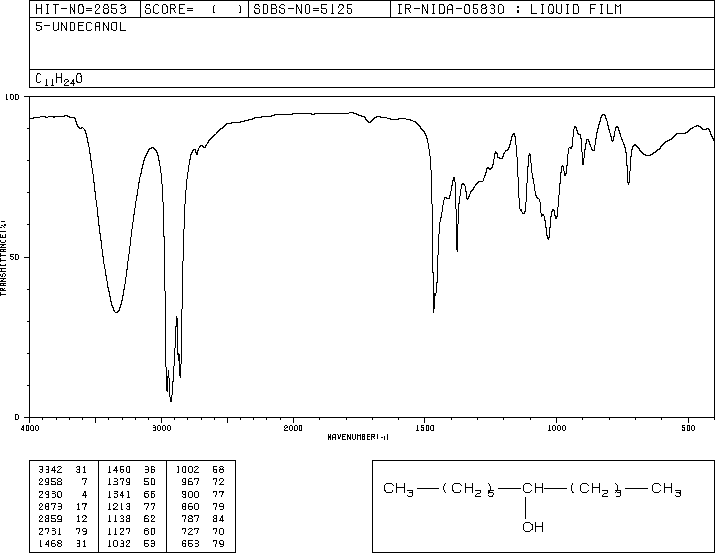 HIT-NO=2853 SCORE= ( ) SDBS-NO=5125 IR-NIDA-05830 : LIQUID FILM
5-UNDECANOL
C11H24O
100
50
0
TRANSMITTANCE(%)
4000 3000 2000 1500 1000 500
WAVENUMBER(-1)
3342 31 1460 36 1002 68
2958 7 1379 50 967 72
2930 4 1341 66 900 77
2873 17 1213 77 860 79
2859 12 1138 62 787 84
2731 79 1127 60 727 70
1468 31 1032 53 653 79
CH3—(CH2)5—CH—(CH2)3—CH3
OH